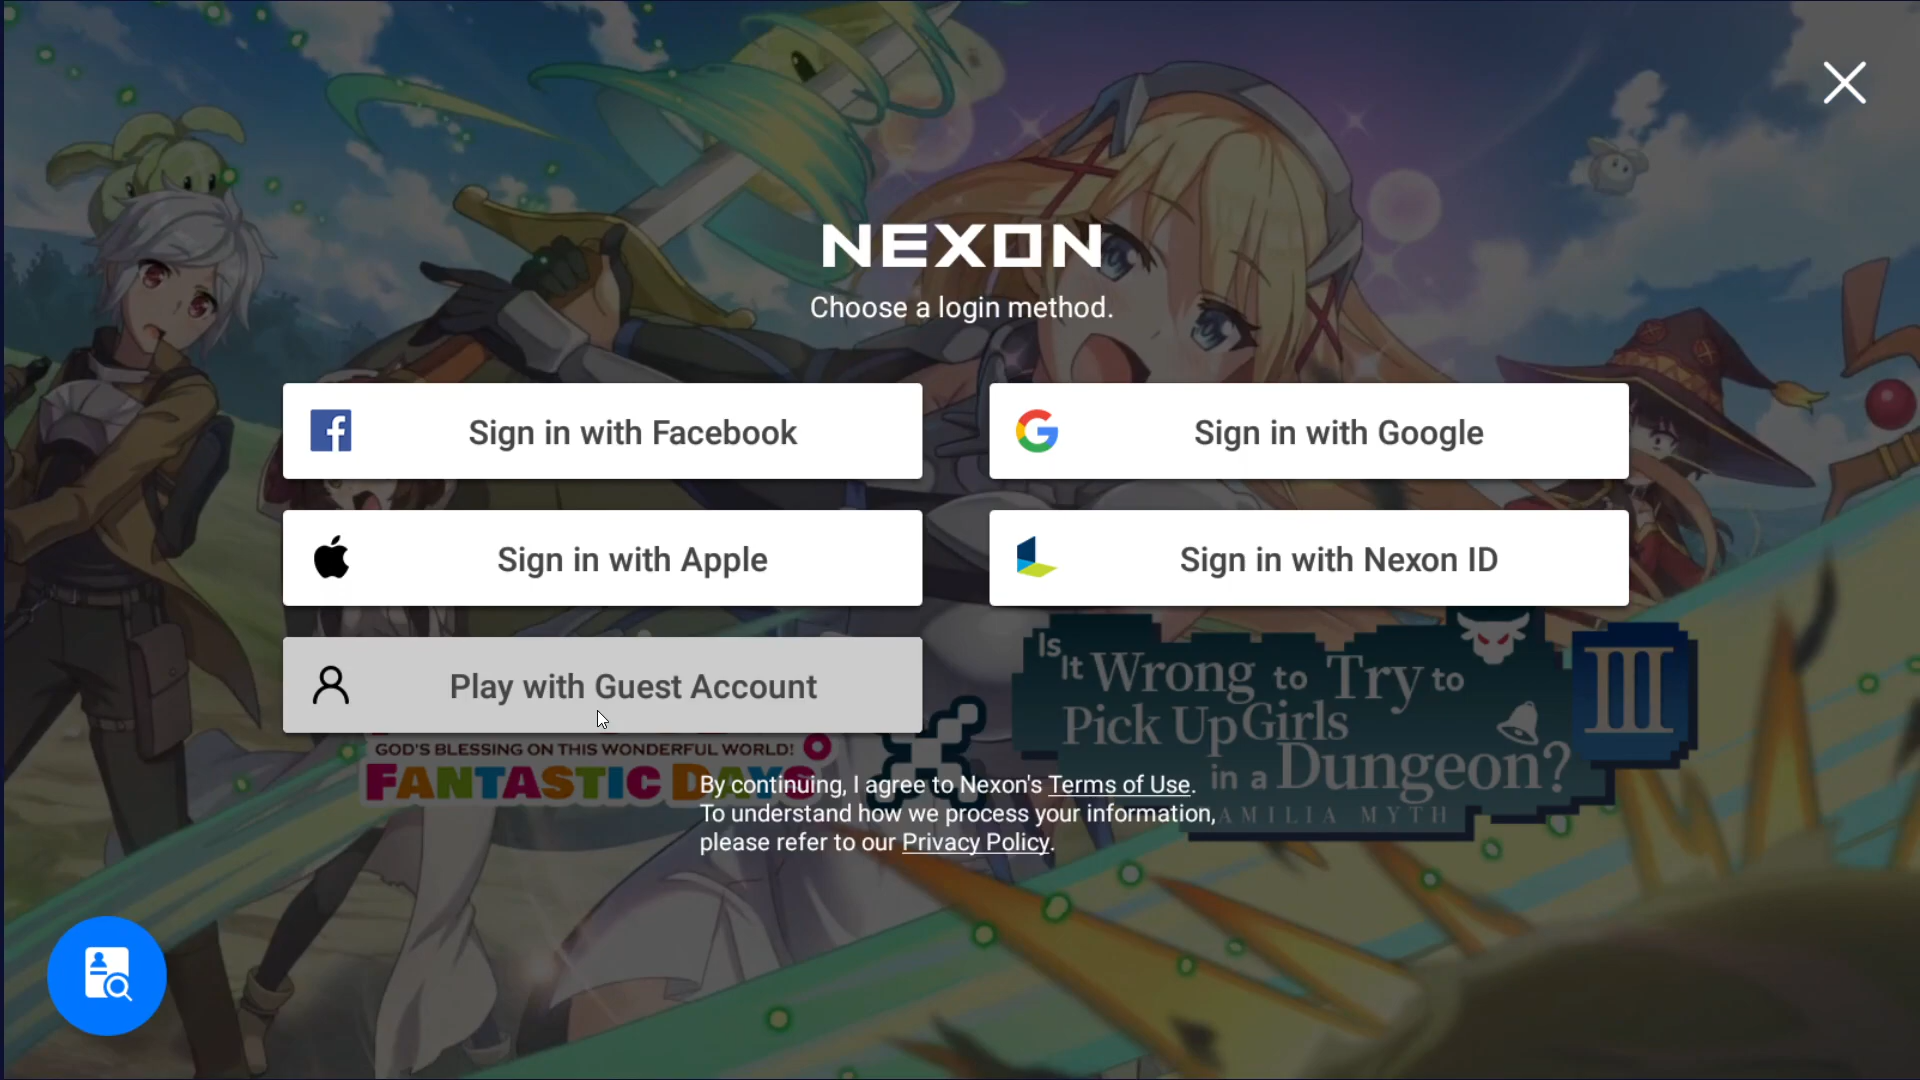 NEXON
Choose a login method.
Sign in with Facebook
Sign in with Google
Sign in with Apple
Sign in with Nexon ID
Play with Guest Account
GOD'S BLESSING ON THIS WONDERFUL WORLD!
FANTASTIC DAYS
Is It Wrong to Try to
Pick Up Girls
in a Dungeon?
III
AMILIA MYTH
By continuing, I agree to Nexon's Terms of Use.
To understand how we process your information,
please refer to our Privacy Policy.